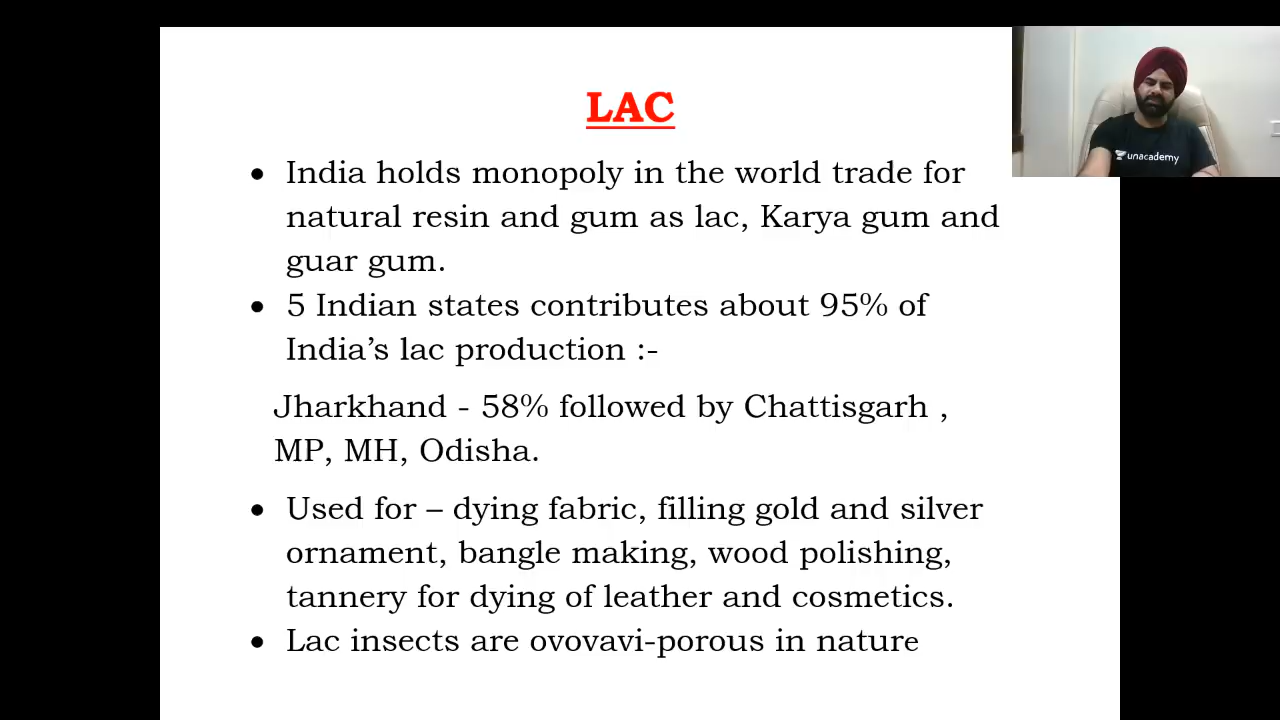 LAC
• India holds monopoly in the world trade for
natural resin and gum as lac, Karya gum and
guar gum.
• 5 Indian states contributes about 95% of
India’s lac production :-
Jharkhand - 58% followed by Chattisgarh ,
MP, MH, Odisha.
• Used for – dying fabric, filling gold and silver
ornament, bangle making, wood polishing,
tannery for dying of leather and cosmetics.
• Lac insects are ovovavi-porous in nature
unacademy